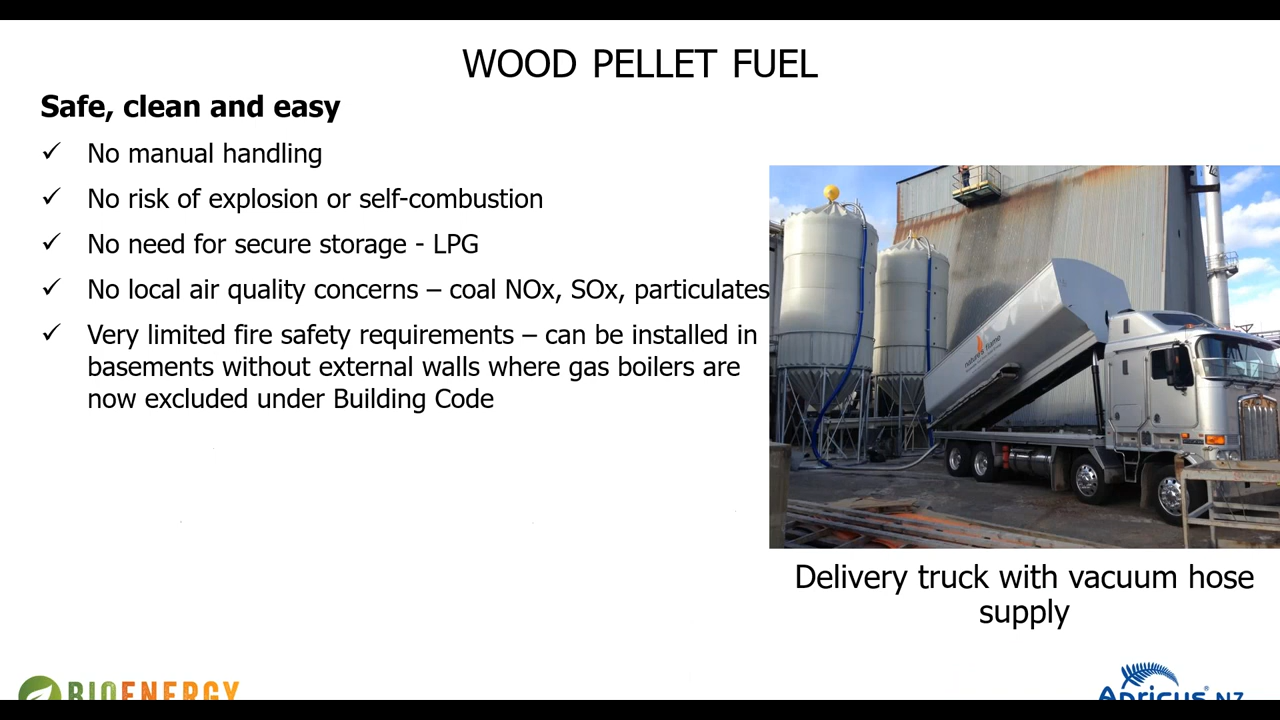 WOOD PELLET FUEL
Safe, clean and easy
✓ No manual handling
✓ No risk of explosion or self-combustion
✓ No need for secure storage - LPG
✓ No local air quality concerns – coal NOx, SOx, particulates
✓ Very limited fire safety requirements – can be installed in
basements without external walls where gas boilers are
now excluded under Building Code
nature's flame
Delivery truck with vacuum hose
supply
BIOENERGY
Apricus® NZ